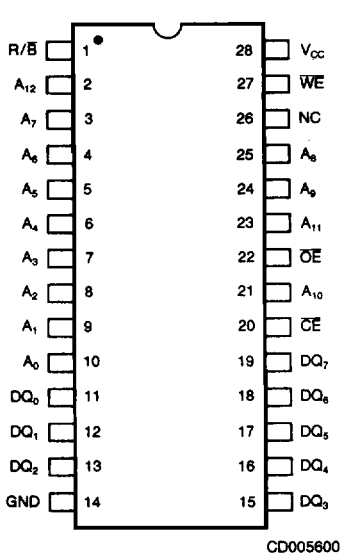 R/B̅ 1 28 V_CC
A₁₂ 2 27 W̅E̅
A₇ 3 26 NC
A₆ 4 25 A₈
A₅ 5 24 A₉
A₄ 6 23 A₁₁
A₃ 7 22 O̅E̅
A₂ 8 21 A₁₀
A₁ 9 20 C̅E̅
A₀ 10 19 DQ₇
DQ₀ 11 18 DQ₆
DQ₁ 12 17 DQ₅
DQ₂ 13 16 DQ₄
GND 14 15 DQ₃
CD005600